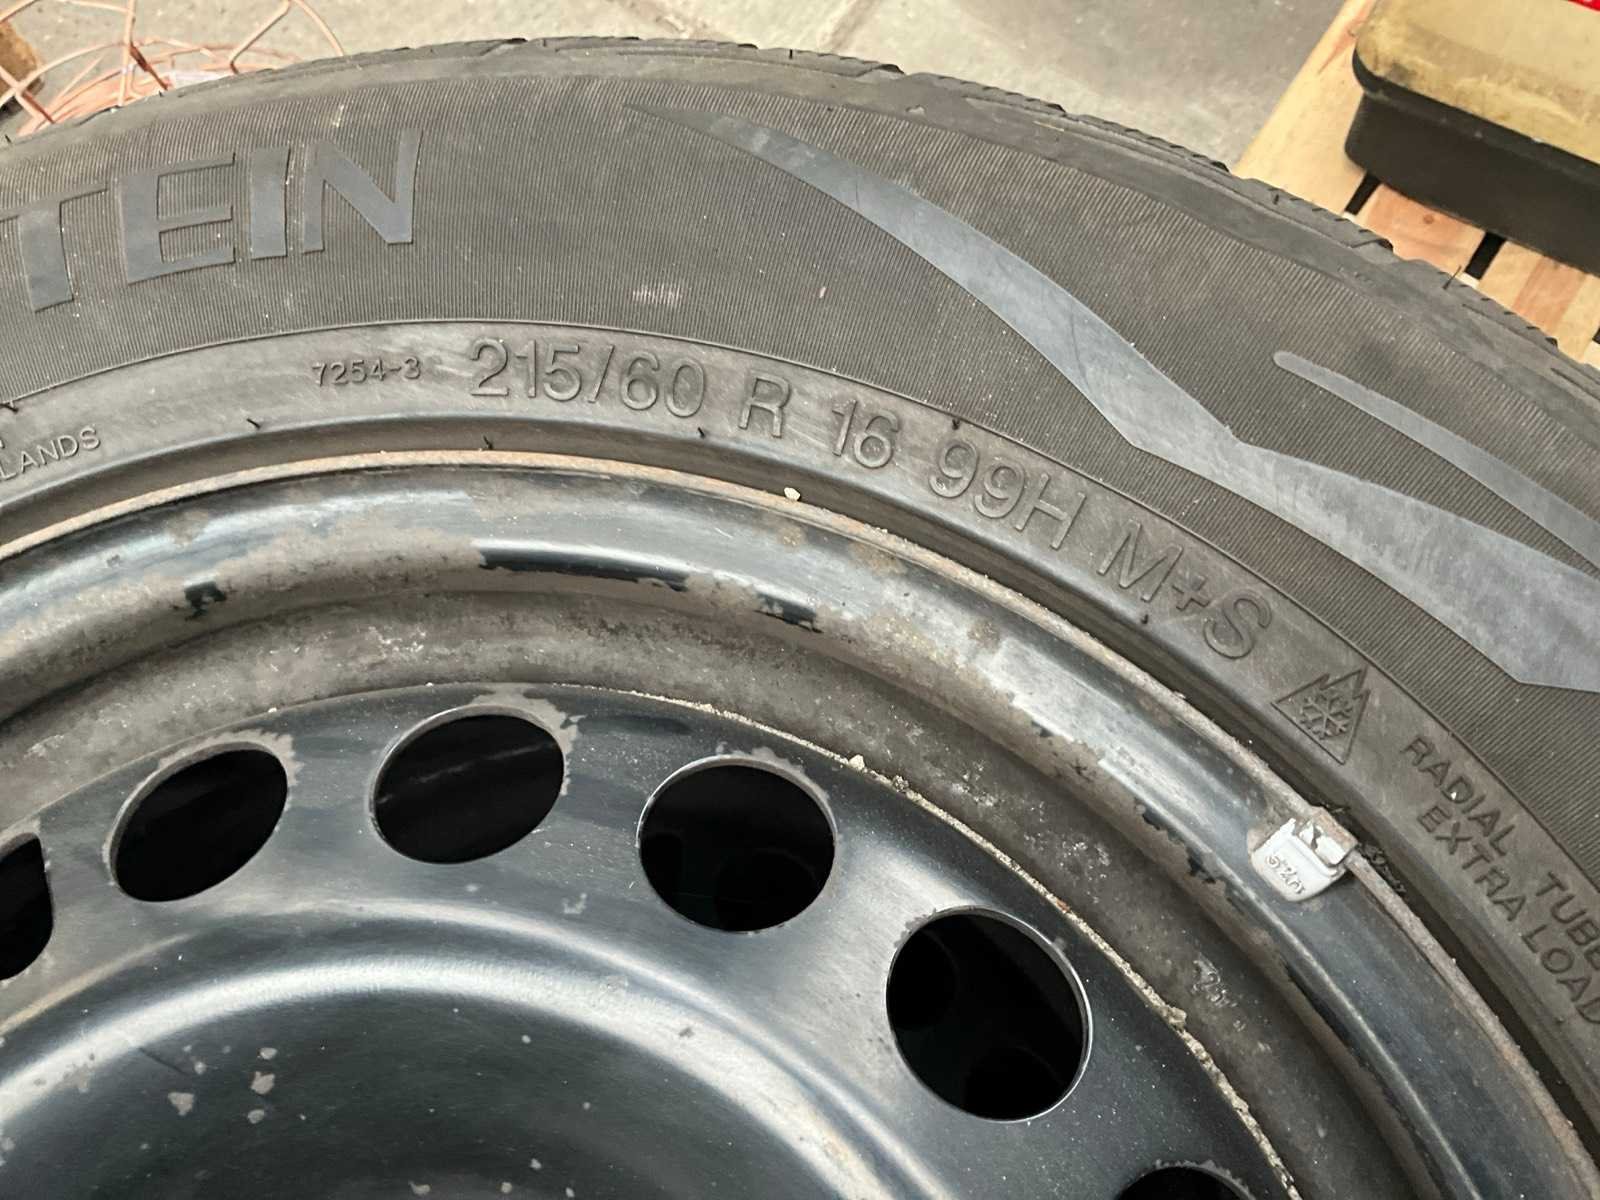 TEIN
7254-3 215/60 R 16 99H M+S
LANDS
RADIAL TUBE
EXTRA LOAD